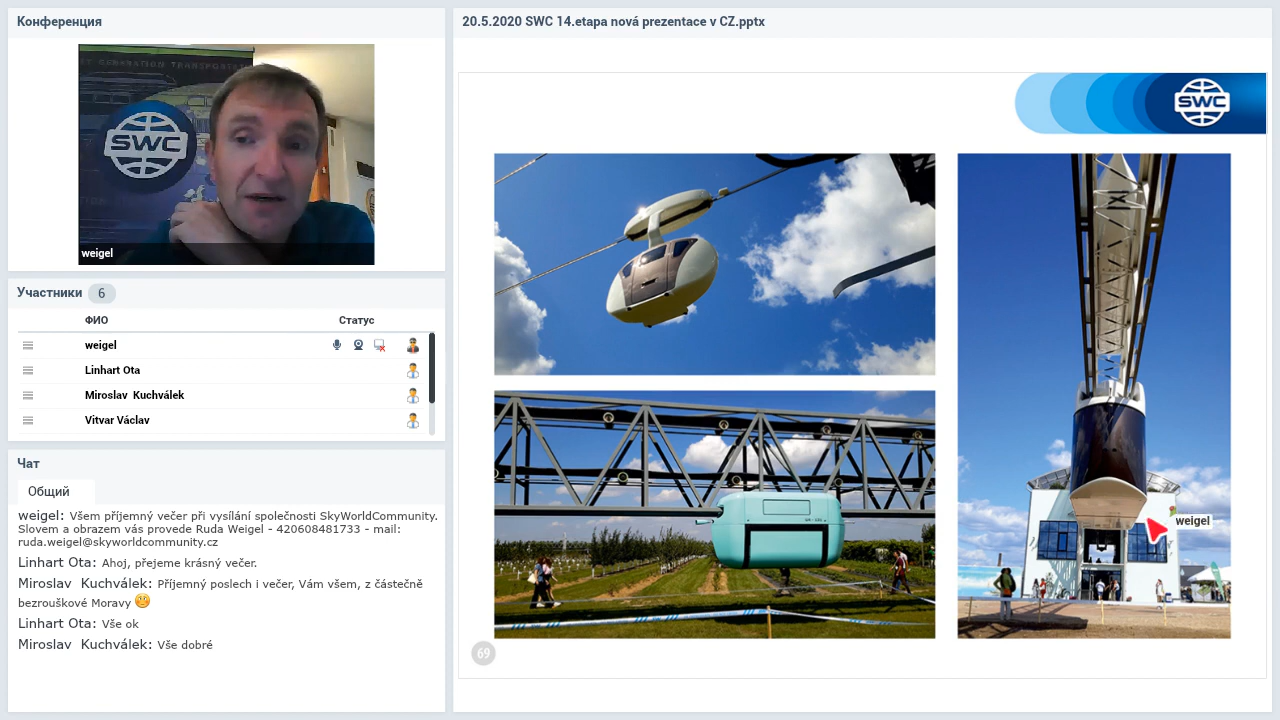 Конференция
20.5.2020 SWC 14.etapa nová prezentace v CZ.pptx
SWC
weigel
Участники 6
ФИО Статус
weigel
Linhart Ota
Miroslav Kuchválek
Vitvar Václav
Чат
Общий
weigel: Všem příjemný večer při vysílání společnosti SkyWorldCommunity.
Slovem a obrazem vás provede Ruda Weigel - 420608481733 - mail:
ruda.weigel@skyworldcommunity.cz
Linhart Ota: Ahoj, přejeme krásný večer.
Miroslav Kuchválek: Příjemný poslech i večer, Vám všem, z částečně
bezrouškové Moravy
Linhart Ota: Vše ok
Miroslav Kuchválek: Vše dobré
SWC
weigel
69